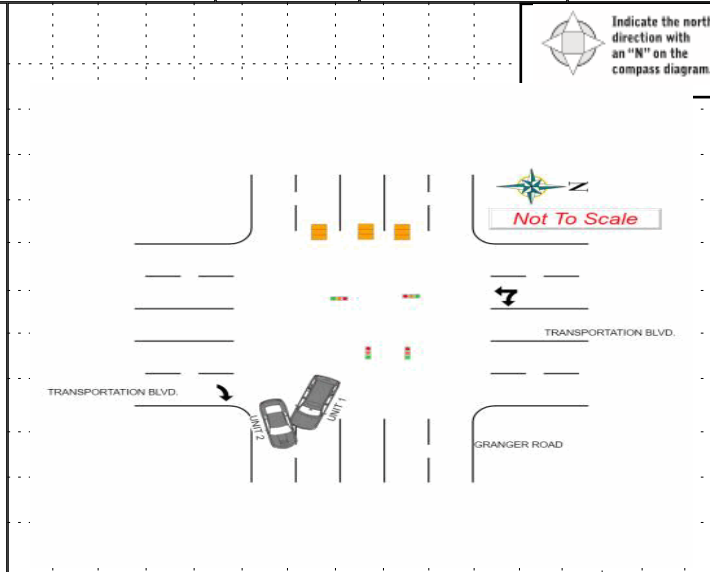 Indicate the north
direction with
an “N” on the
compass diagram.
N
Not To Scale
TRANSPORTATION BLVD.
TRANSPORTATION BLVD.
UNIT 1
UNIT 2
GRANGER ROAD